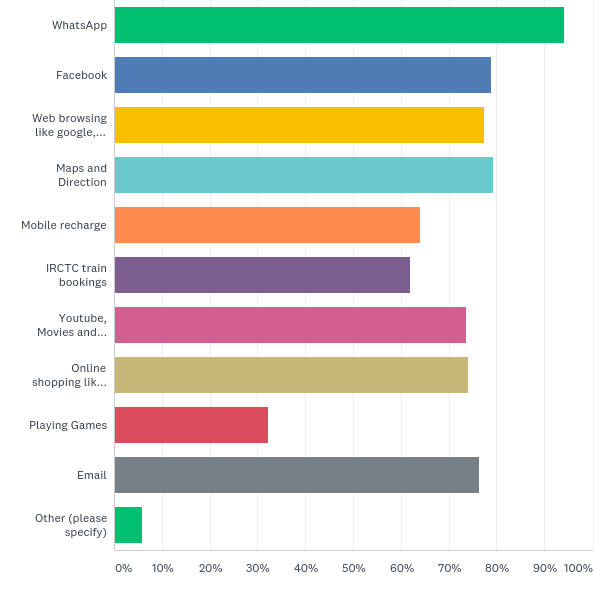 WhatsApp
Facebook
Web browsing
like google,...
Maps and
Direction
Mobile recharge
IRCTC train
bookings
Youtube,
Movies and...
Online
shopping lik...
Playing Games
Email
Other (please
specify)
0% 10% 20% 30% 40% 50% 60% 70% 80% 90% 100%